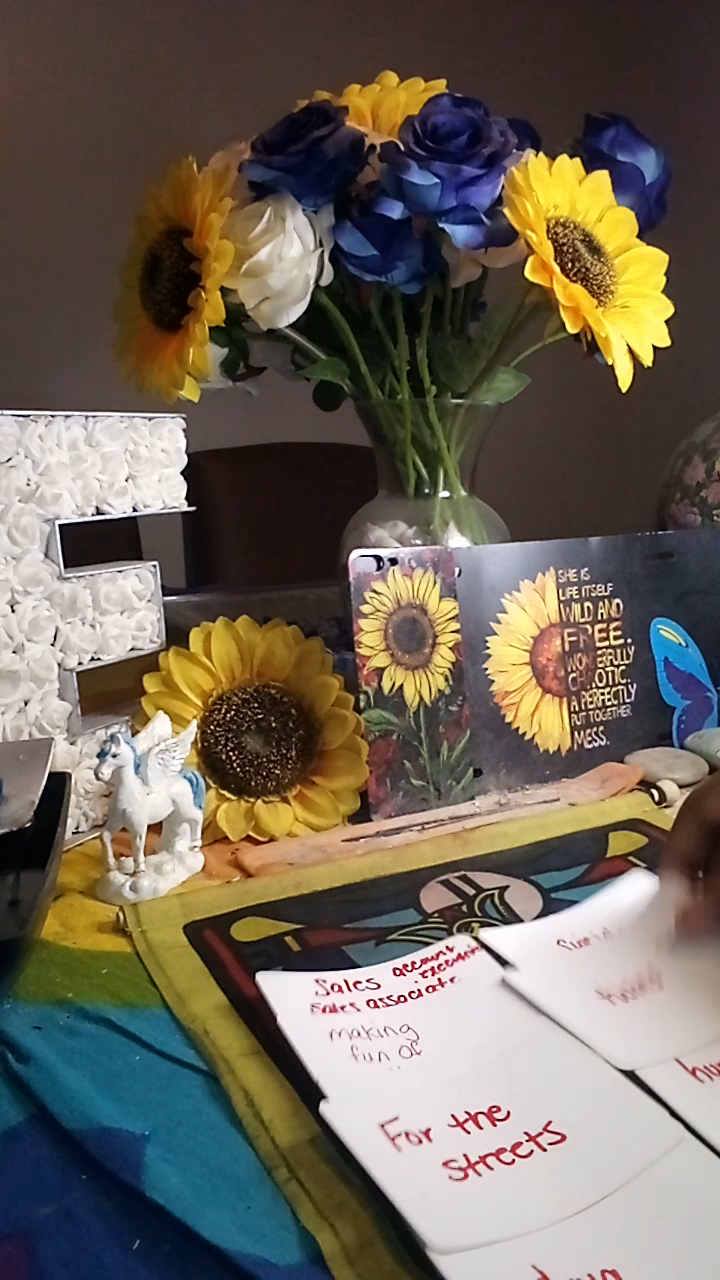 SHE IS
LIFE ITSELF
WILD AND
FREE.
WONDERFULLY
CHAOTIC.
A PERFECTLY
PUT TOGETHER
MESS.
Sales account
executive
Sales associate
making
fun of
For the
streets